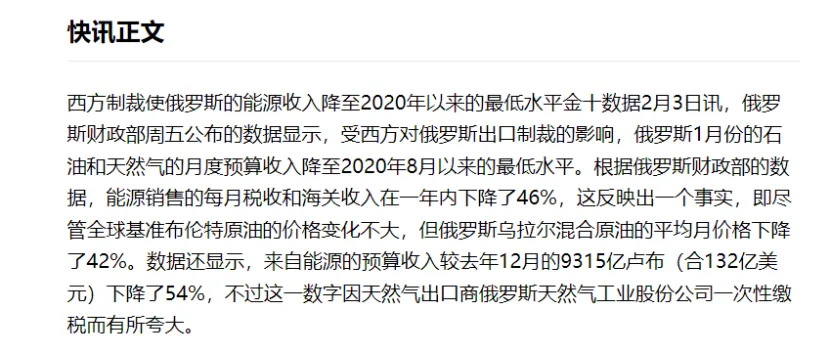 快讯正文
西方制裁使俄罗斯的能源收入降至2020年以来的最低水平金十数据2月3日讯，俄罗
斯财政部周五公布的数据显示，受西方对俄罗斯出口制裁的影响，俄罗斯1月份的石
油和天然气的月度预算收入降至2020年8月以来的最低水平。根据俄罗斯财政部的数
据，能源销售的每月税收和海关收入在一年内下降了46%，这反映出一个事实，即尽
管全球基准布伦特原油的价格变化不大，但俄罗斯乌拉尔混合原油的平均月价格下降
了42%。数据还显示，来自能源的预算收入较去年12月的9315亿卢布（合132亿美
元）下降了54%，不过这一数字因天然气出口商俄罗斯天然气工业股份公司一次性缴
税而有所夸大。